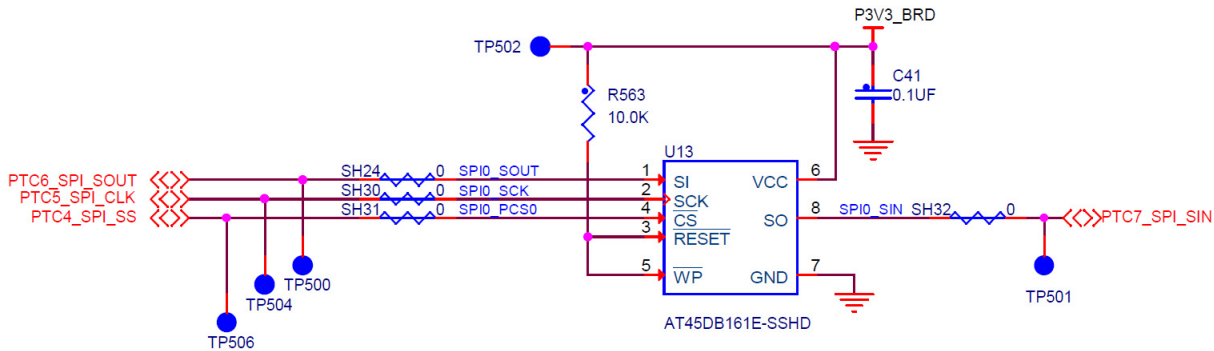 P3V3_BRD
TP502
C41
0.1UF
R563
10.0K
U13
PTC6_SPI_SOUT SH24 0 SPI0_SOUT 1 SI VCC 6
PTC5_SPI_CLK SH30 0 SPI0_SCK 2 SCK
PTC4_SPI_SS SH31 0 SPI0_PCS0 4 CS SO 8 SPI0_SIN SH32 0 PTC7_SPI_SIN
3 RESET
5 WP GND 7
TP500
TP504
TP506
TP501
AT45DB161E-SSHD